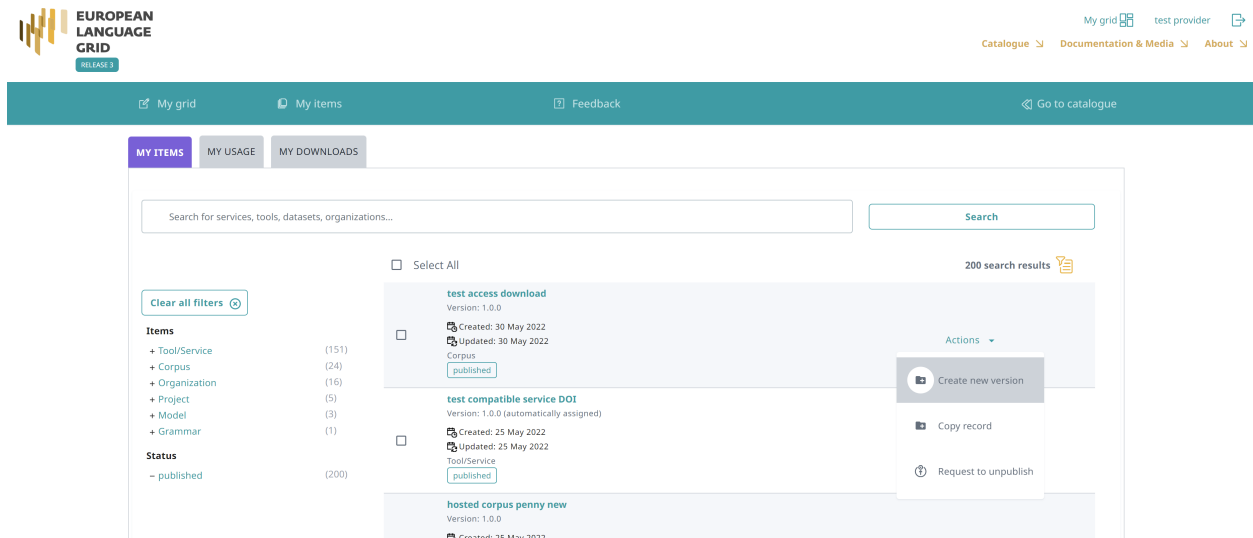 EUROPEAN
LANGUAGE
GRID
RELEASE 3
My grid test provider
Catalogue Documentation & Media About
My grid My items Feedback Go to catalogue
MY ITEMS MY USAGE MY DOWNLOADS
Search for services, tools, datasets, organizations... Search
Select All 200 search results
Clear all filters
Items
+ Tool/Service (151)
+ Corpus (24)
+ Organization (16)
+ Project (5)
+ Model (3)
+ Grammar (1)
Status
– published (200)
test access download
Version: 1.0.0
Created: 30 May 2022
Updated: 30 May 2022
Corpus
published
Actions
Create new version
Copy record
Request to unpublish
test compatible service DOI
Version: 1.0.0 (automatically assigned)
Created: 25 May 2022
Updated: 25 May 2022
Tool/Service
published
hosted corpus penny new
Version: 1.0.0
Created: 25 May 2022